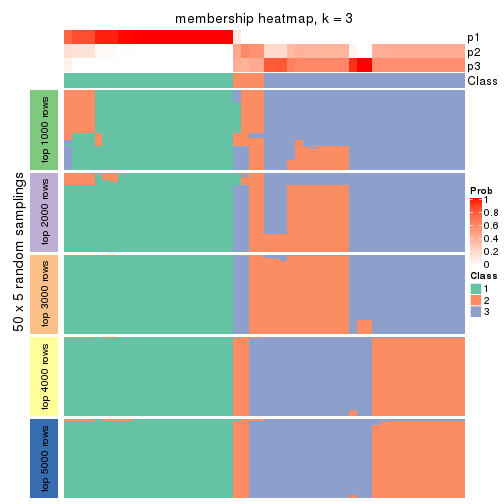 membership heatmap, k = 3
p1
p2
p3
Class
50 x 5 random samplings
top 1000 rows
top 2000 rows
top 3000 rows
top 4000 rows
top 5000 rows
Prob
1
0.8
0.6
0.4
0.2
0
Class
1
2
3